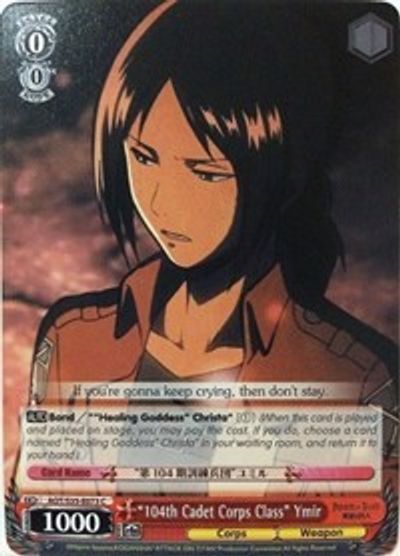 0
0
If you're gonna keep crying, then don't stay.
AUTO Bond / "Healing Goddess" Christa" [(0)] (When this card is played
and placed on stage, you may pay the cost. If you do, choose a card
named "Healing Goddess" Christa in your waiting room, and return it to
your hand.)
Card Name
"第 104 期訓練兵団" ユミル
1000
"104th Cadet Corps Class" Ymir
Corps
Weapon